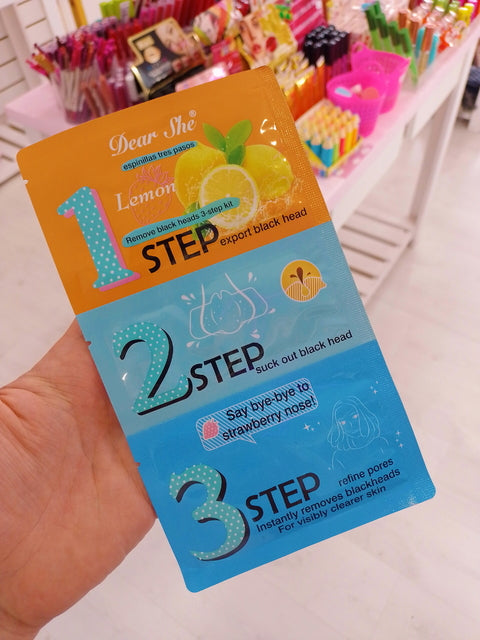 Dear She®
espinillas tres pasos
Lemon
Remove black heads 3-step kit
1 STEP export black head
2 STEP suck out black head
Say bye-bye to
strawberry nose!
3 STEP refine pores
Instantly removes blackheads
For visibly clearer skin